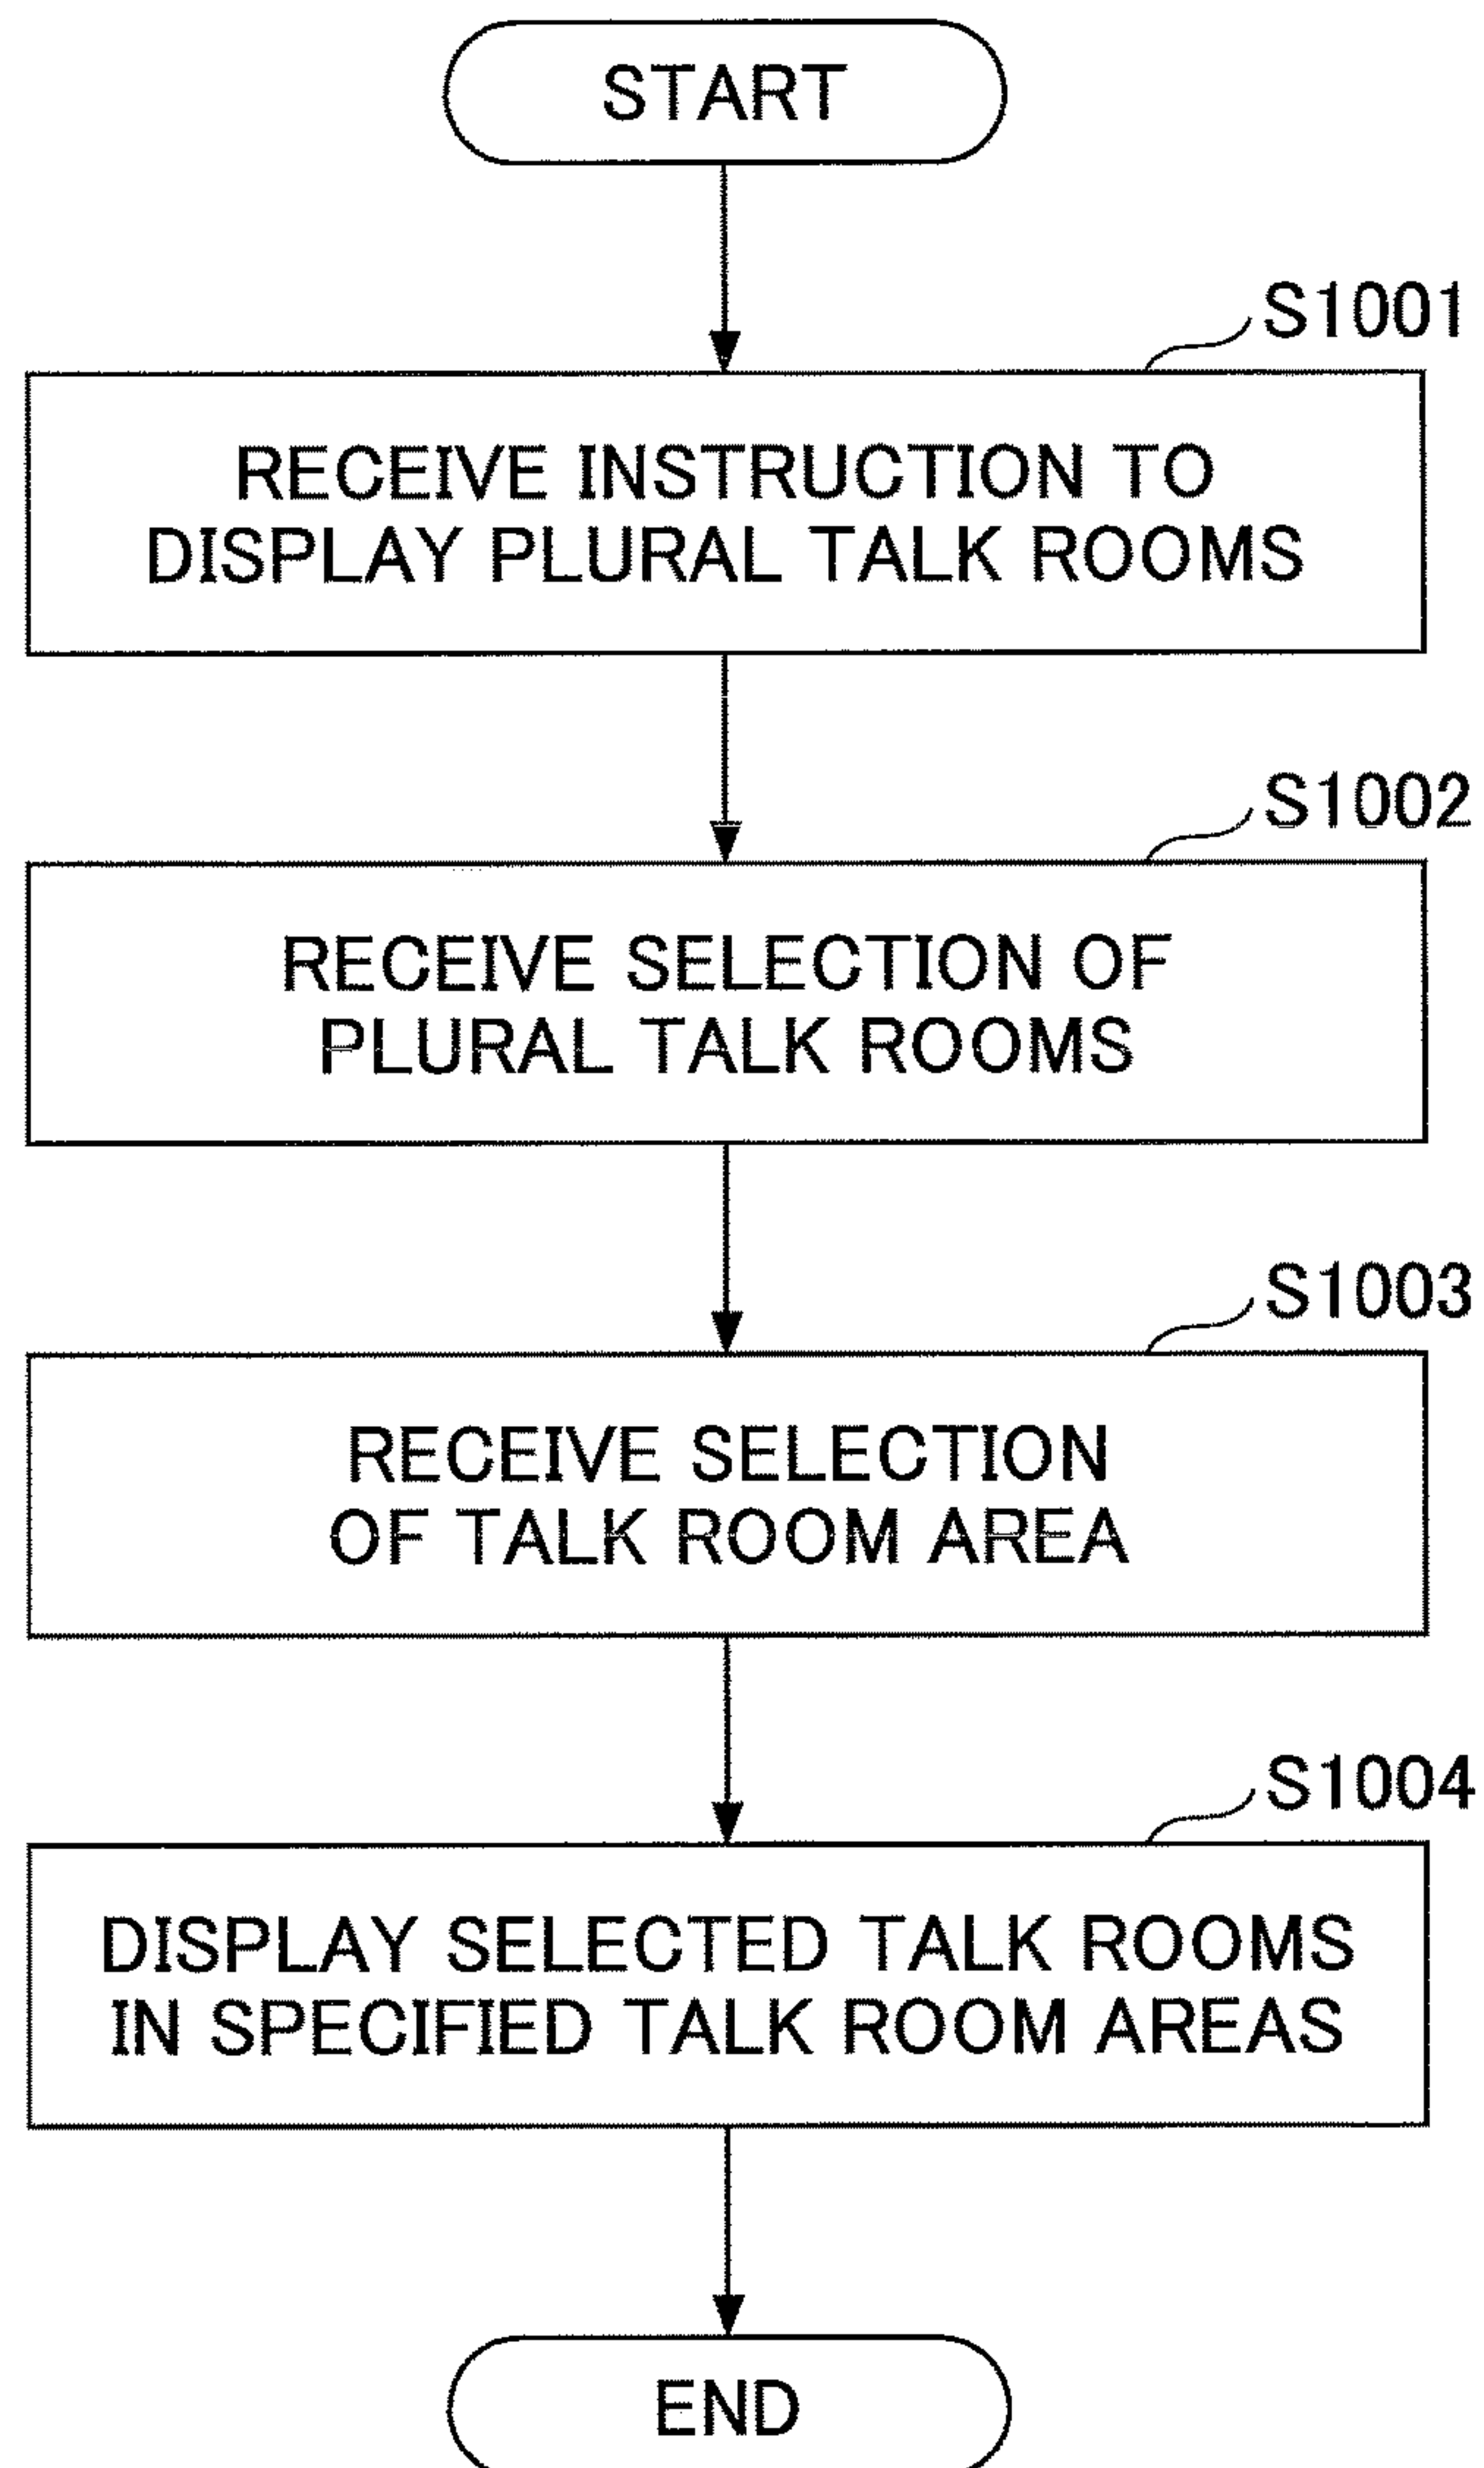 START
S1001
RECEIVE INSTRUCTION TO
DISPLAY PLURAL TALK ROOMS
S1002
RECEIVE SELECTION OF
PLURAL TALK ROOMS
S1003
RECEIVE SELECTION
OF TALK ROOM AREA
S1004
DISPLAY SELECTED TALK ROOMS
IN SPECIFIED TALK ROOM AREAS
END